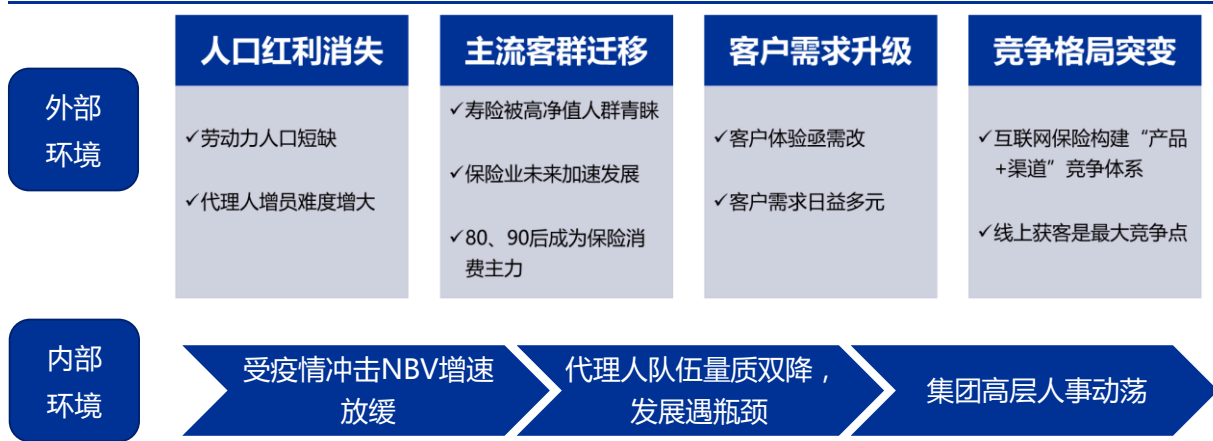 外部
环境
人口红利消失
✓劳动力人口短缺
✓代理人增员难度增大
主流客群迁移
✓寿险被高净值人群青睐
✓保险业未来加速发展
✓80、90后成为保险消
费主力
客户需求升级
✓客户体验亟需改
✓客户需求日益多元
竞争格局突变
✓互联网保险构建“产品
+渠道”竞争体系
✓线上获客是最大竞争点
内部
环境
受疫情冲击NBV增速
放缓
代理人队伍量质双降，
发展遇瓶颈
集团高层人事动荡